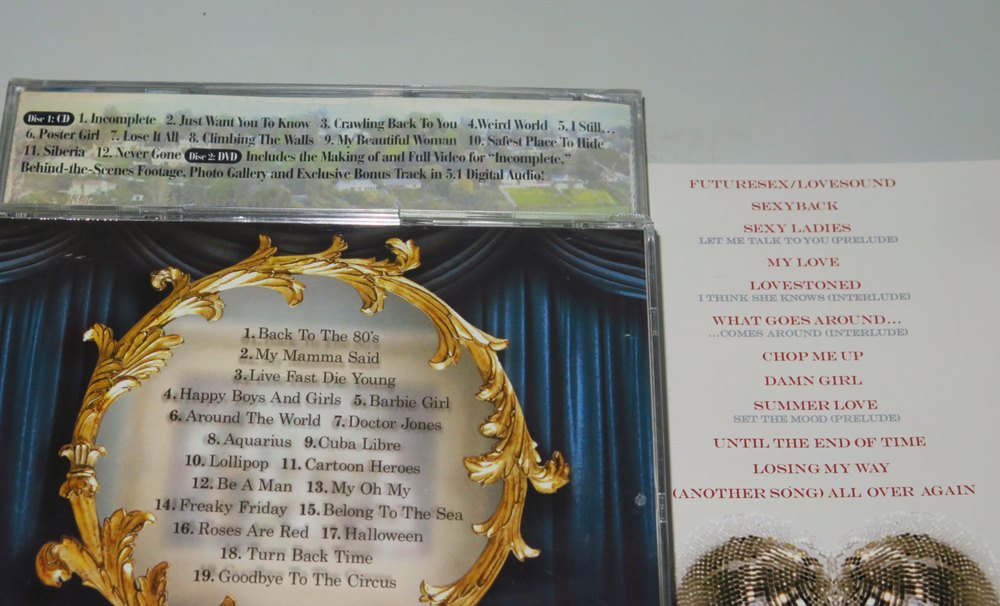 Disc 1: CD 1. Incomplete 2. Just Want You To Know 3. Crawling Back To You 4.Weird World 5. I Still...
6. Poster Girl 7. Lose It All 8. Climbing The Walls 9. My Beautiful Woman 10. Safest Place To Hide
11. Siberia 12. Never Gone Disc 2: DVD Includes the Making of and Full Video for “Incomplete,”
Behind-the-Scenes Footage, Photo Gallery and Exclusive Bonus Track in 5.1 Digital Audio!
1. Back To The 80's
2. My Mamma Said
3. Live Fast Die Young
4. Happy Boys And Girls 5. Barbie Girl
6. Around The World 7. Doctor Jones
8. Aquarius 9. Cuba Libre
10. Lollipop 11. Cartoon Heroes
12. Be A Man 13. My Oh My
14. Freaky Friday 15. Belong To The Sea
16. Roses Are Red 17. Halloween
18. Turn Back Time
19. Goodbye To The Circus
FUTURESEX/LOVESOUND
SEXYBACK
SEXY LADIES
LET ME TALK TO YOU (PRELUDE)
MY LOVE
LOVESTONED
I THINK SHE KNOWS (INTERLUDE)
WHAT GOES AROUND...
...COMES AROUND (INTERLUDE)
CHOP ME UP
DAMN GIRL
SUMMER LOVE
SET THE MOOD (PRELUDE)
UNTIL THE END OF TIME
LOSING MY WAY
(ANOTHER SONG) ALL OVER AGAIN